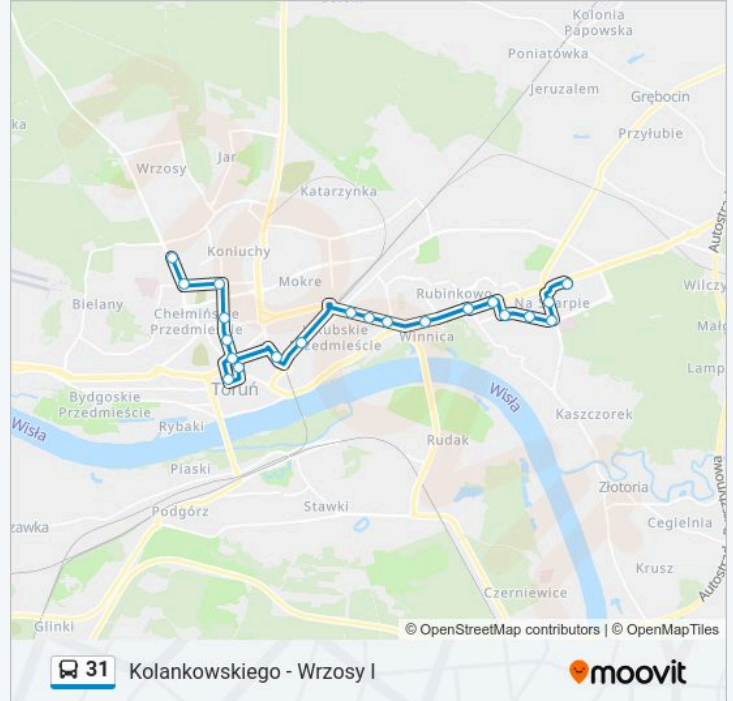 Kolonia
Papowska
Poniatówka
Jeruzalem
Grębocin
Przyłubie
Jar
Wrzosy
Katarzynka
Koniuchy
Mokre
Bielany
Chełmińskie
Przedmieście
Rubinkowo
Na Skarpie
Winnica
Toruń
Bydgoskie
Przedmieście
Rybaki
Wisła
Wisła
Kaszczorek
Rudak
Piaski
Stawki
Podgórz
Złotoria
Cegielnia
Krusz
Czerniewice
Glinki
© OpenStreetMap contributors | © OpenMapTiles
31 Kolankowskiego - Wrzosy I
moovit